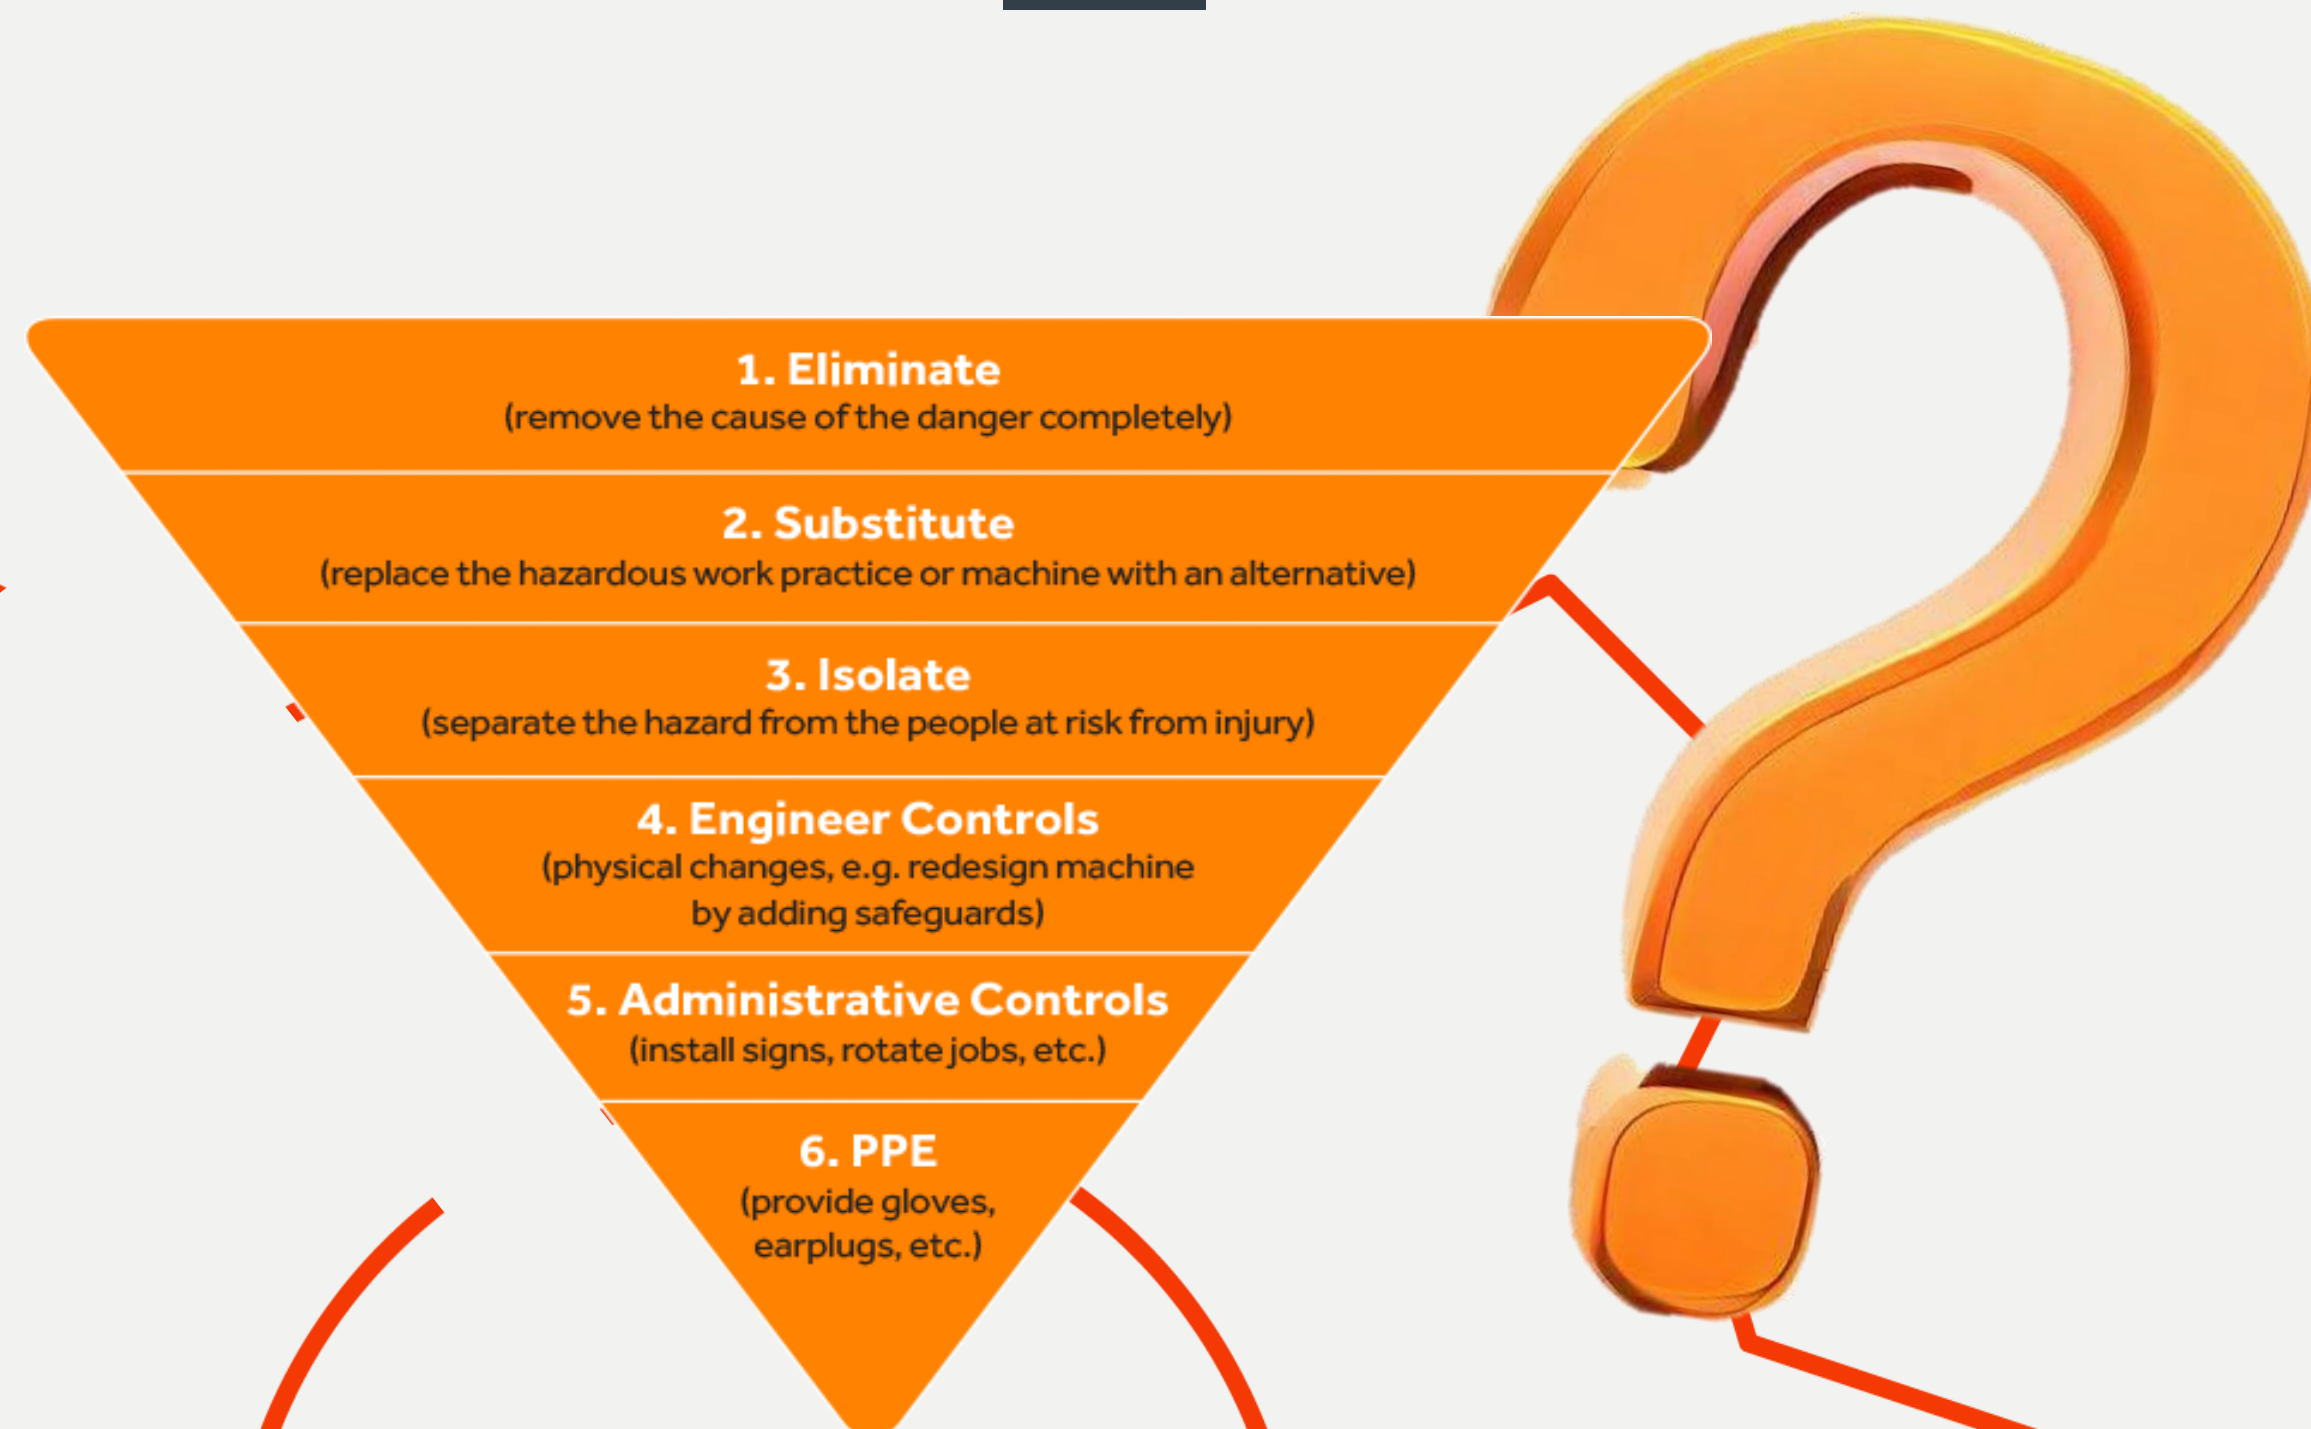 1. Eliminate
(remove the cause of the danger completely)
2. Substitute
(replace the hazardous work practice or machine with an alternative)
3. Isolate
(separate the hazard from the people at risk from injury)
4. Engineer Controls
(physical changes, e.g. redesign machine
by adding safeguards)
5. Administrative Controls
(install signs, rotate jobs, etc.)
6. PPE
(provide gloves,
earplugs, etc.)